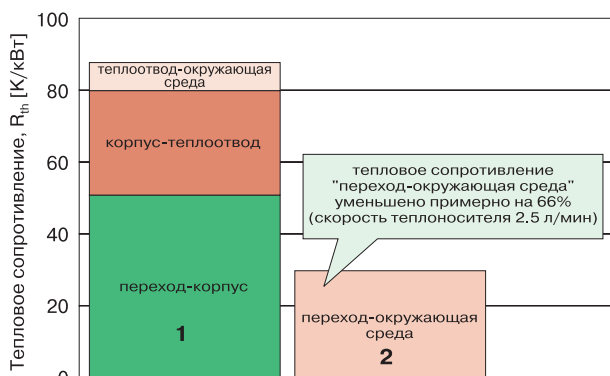 Тепловое сопротивление, R_th [К/кВт]
100
80
60
40
20
0
теплоотвод-окружающая
среда
корпус-теплоотвод
переход-корпус
1
тепловое сопротивление
"переход-окружающая среда"
уменьшено примерно на 66%
(скорость теплоносителя 2.5 л/мин)
переход-окружающая
среда
2